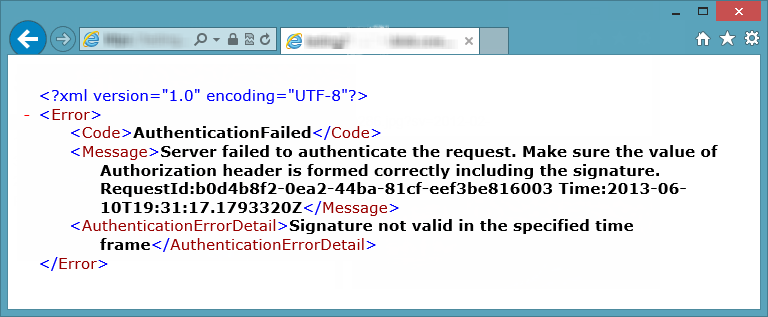 <?xml version="1.0" encoding="UTF-8"?>
- <Error>
<Code>AuthenticationFailed</Code>
<Message>Server failed to authenticate the request. Make sure the value of
Authorization header is formed correctly including the signature.
RequestId:b0d4b8f2-0ea2-44ba-81cf-eef3be816003 Time:2013-06-
10T19:31:17.1793320Z</Message>
<AuthenticationErrorDetail>Signature not valid in the specified time
frame</AuthenticationErrorDetail>
</Error>